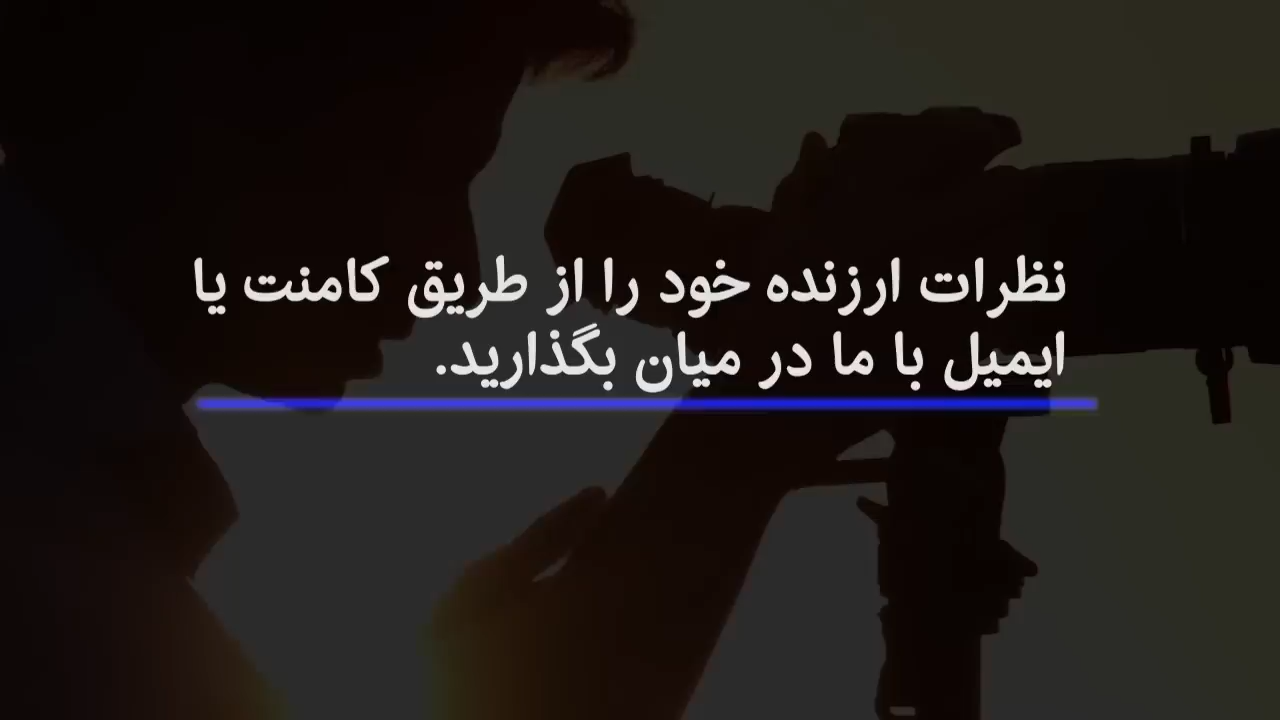 نظرات ارزنده خود را از طریق کامنت یا
ایمیل با ما در میان بگذارید.